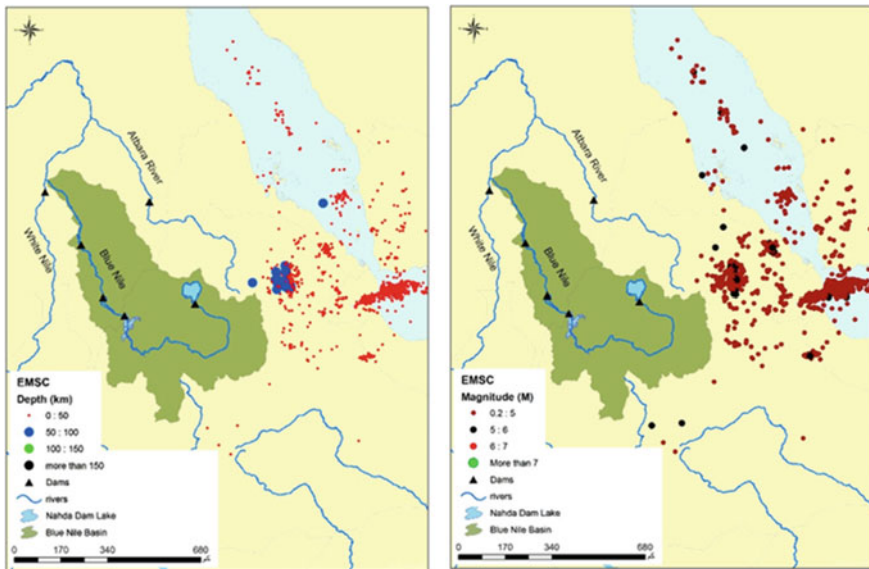 Atbara River
White Nile
Blue Nile
EMSC
Depth (km)
0 : 50
50 : 100
100 : 150
more than 150
Dams
rivers
Nahda Dam Lake
Blue Nile Basin
0 170 340 680
Atbara River
White Nile
Blue Nile
EMSC
Magnitude (M)
0.2 : 5
5 : 6
6 : 7
More than 7
Dams
rivers
Nahda Dam Lake
Blue Nile Basin
0 170 340 680